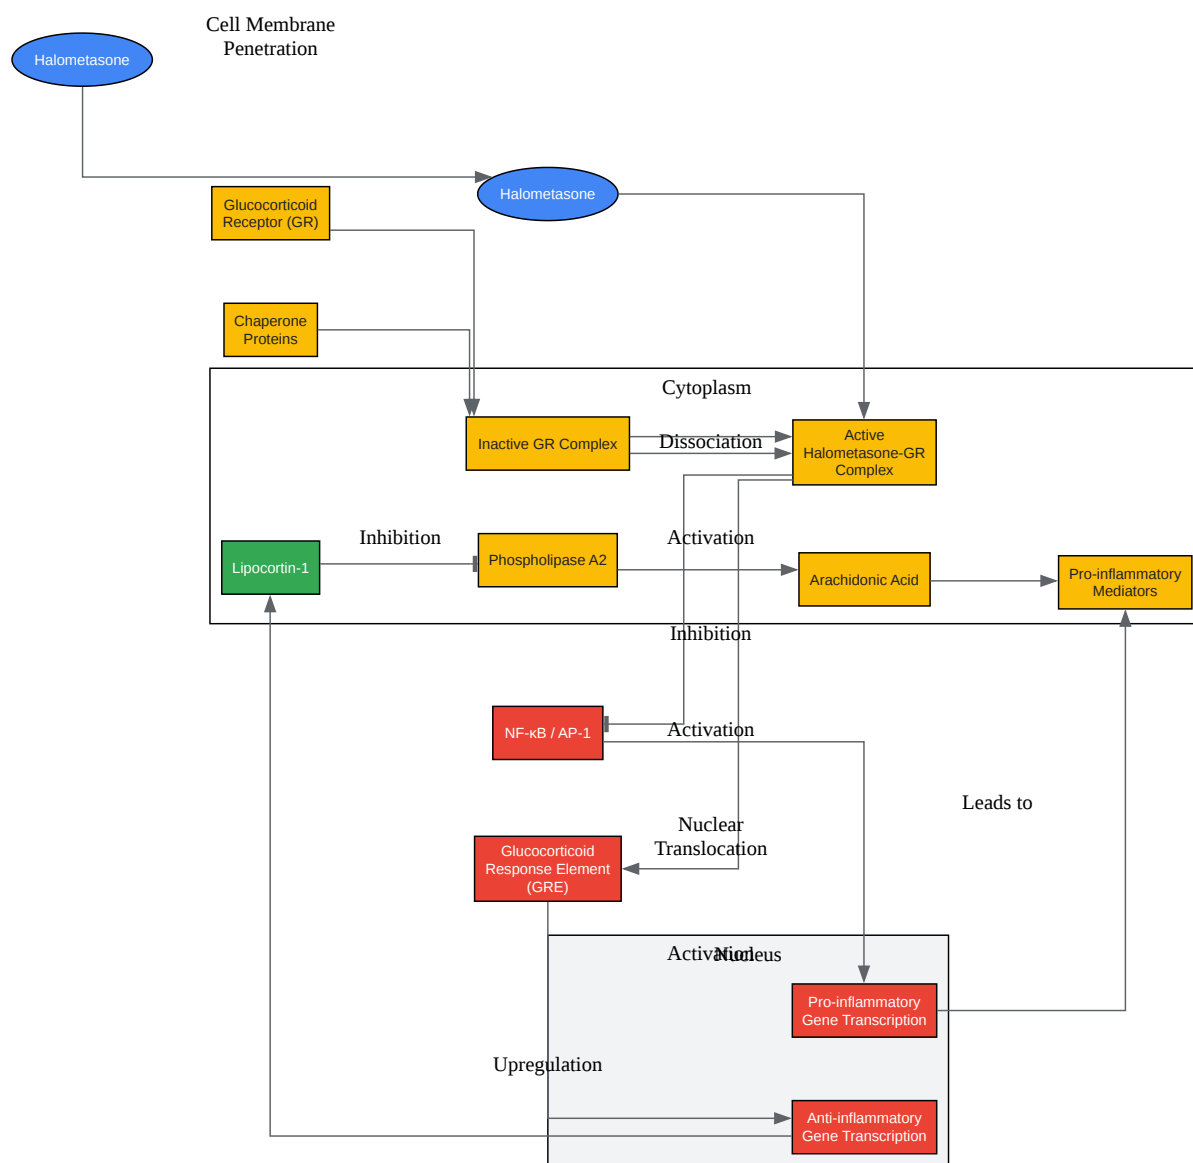 Cell Membrane
Penetration
Halometasone
Halometasone
Glucocorticoid
Receptor (GR)
Chaperone
Proteins
Cytoplasm
Inactive GR Complex
Dissociation
Active
Halometasone-GR
Complex
Inhibition
Activation
Lipocortin-1
Phospholipase A2
Arachidonic Acid
Pro-inflammatory
Mediators
Inhibition
NF-κB / AP-1
Activation
Leads to
Nuclear
Translocation
Glucocorticoid
Response Element
(GRE)
Activation
Nucleus
Pro-inflammatory
Gene Transcription
Upregulation
Anti-inflammatory
Gene Transcription